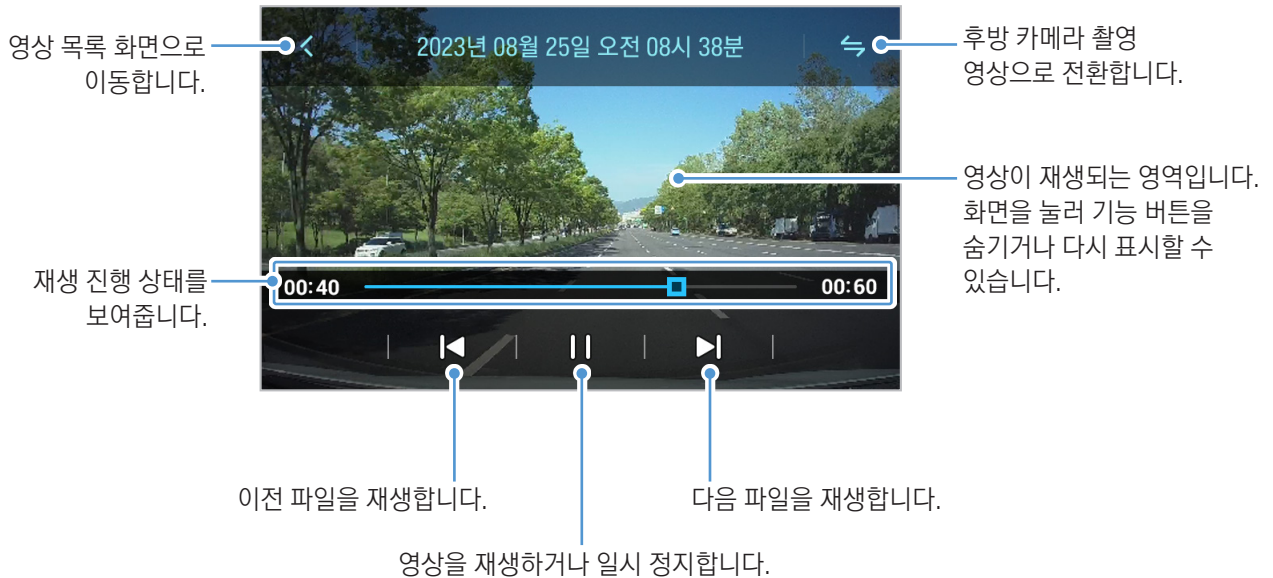 영상 목록 화면으로
이동합니다.
2023년 08월 25일 오전 08시 38분
후방 카메라 촬영
영상으로 전환합니다.
영상이 재생되는 영역입니다.
화면을 눌러 기능 버튼을
숨기거나 다시 표시할 수
있습니다.
재생 진행 상태를
보여줍니다.
00:40
00:60
이전 파일을 재생합니다.
다음 파일을 재생합니다.
영상을 재생하거나 일시 정지합니다.